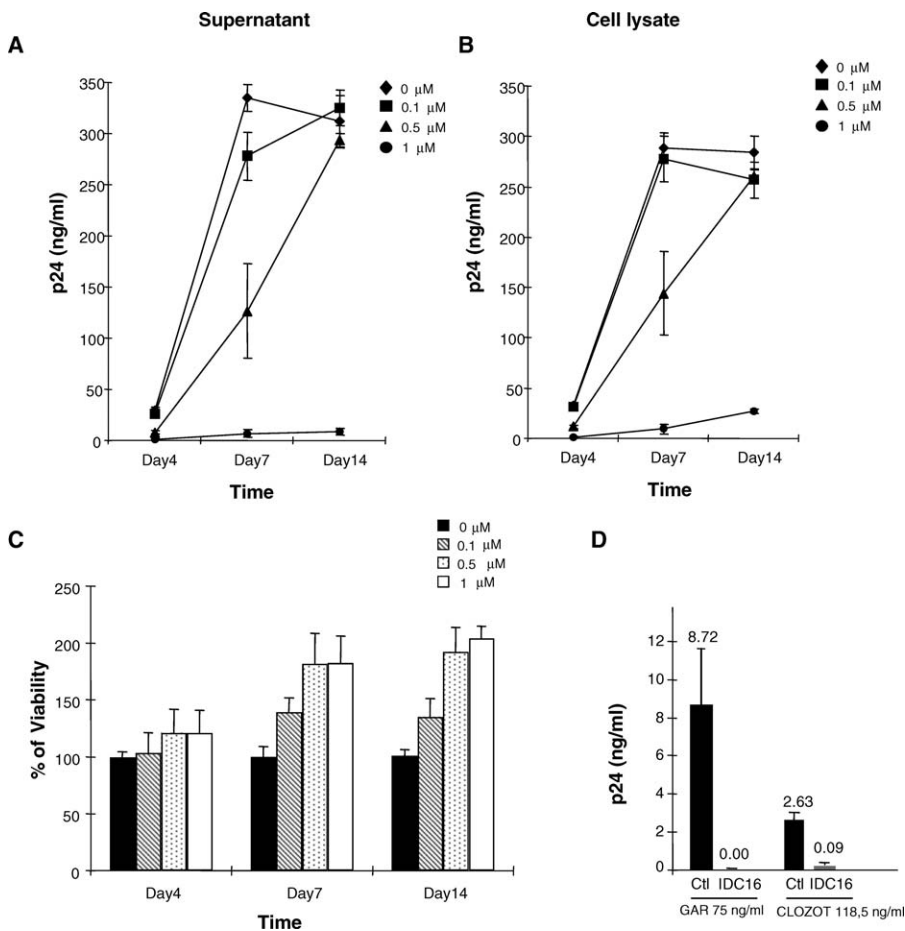 Supernatant
A
350
300
250
200
150
100
50
0
p24 (ng/ml)
Day4 Day7 Day14
Time
0 µM
0.1 µM
0.5 µM
1 µM
Cell lysate
B
350
300
250
200
150
100
50
0
p24 (ng/ml)
Day4 Day7 Day14
Time
0 µM
0.1 µM
0.5 µM
1 µM
C
0 µM
0.1 µM
0.5 µM
1 µM
250
200
150
100
50
0
% of Viability
Day4 Day7 Day14
Time
D
12
10
8
6
4
2
0
p24 (ng/ml)
8.72
0.00
2.63
0.09
Ctl IDC16 Ctl IDC16
GAR 75 ng/ml CLOZOT 118,5 ng/ml